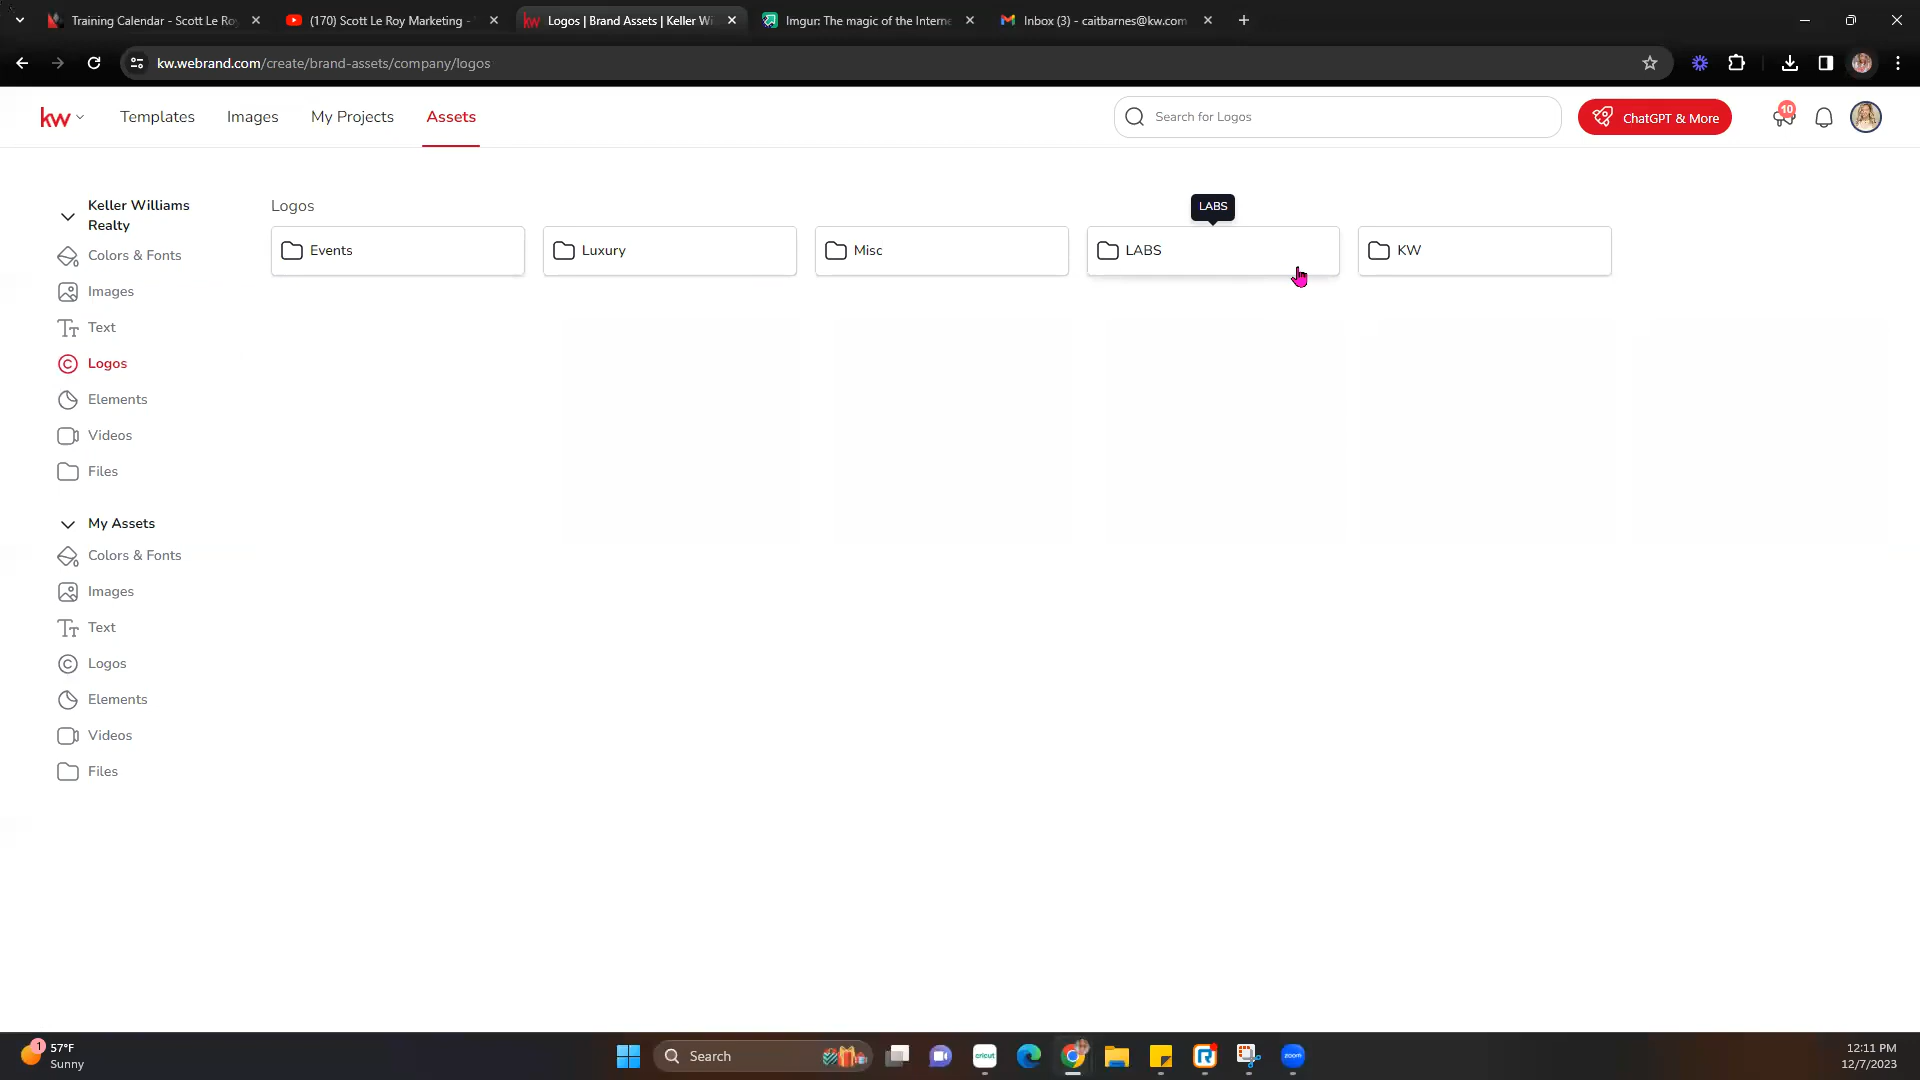 Training Calendar - Scott Le Ro
(170) Scott Le Roy Marketing -
kw Logos | Brand Assets | Keller Wi
Imgur: The magic of the Interne
Inbox (3) - caitbarnes@kw.com
kw.webrand.com/create/brand-assets/company/logos
kw
Templates
Images
My Projects
Assets
Search for Logos
ChatGPT & More
10
Keller Williams
Realty
Colors & Fonts
Images
Text
Logos
Elements
Videos
Files
My Assets
Colors & Fonts
Images
Text
Logos
Elements
Videos
Files
Logos
LABS
Events
Luxury
Misc
LABS
KW
1
57°F
Sunny
Search
cricut
zoom
12:11 PM
12/7/2023